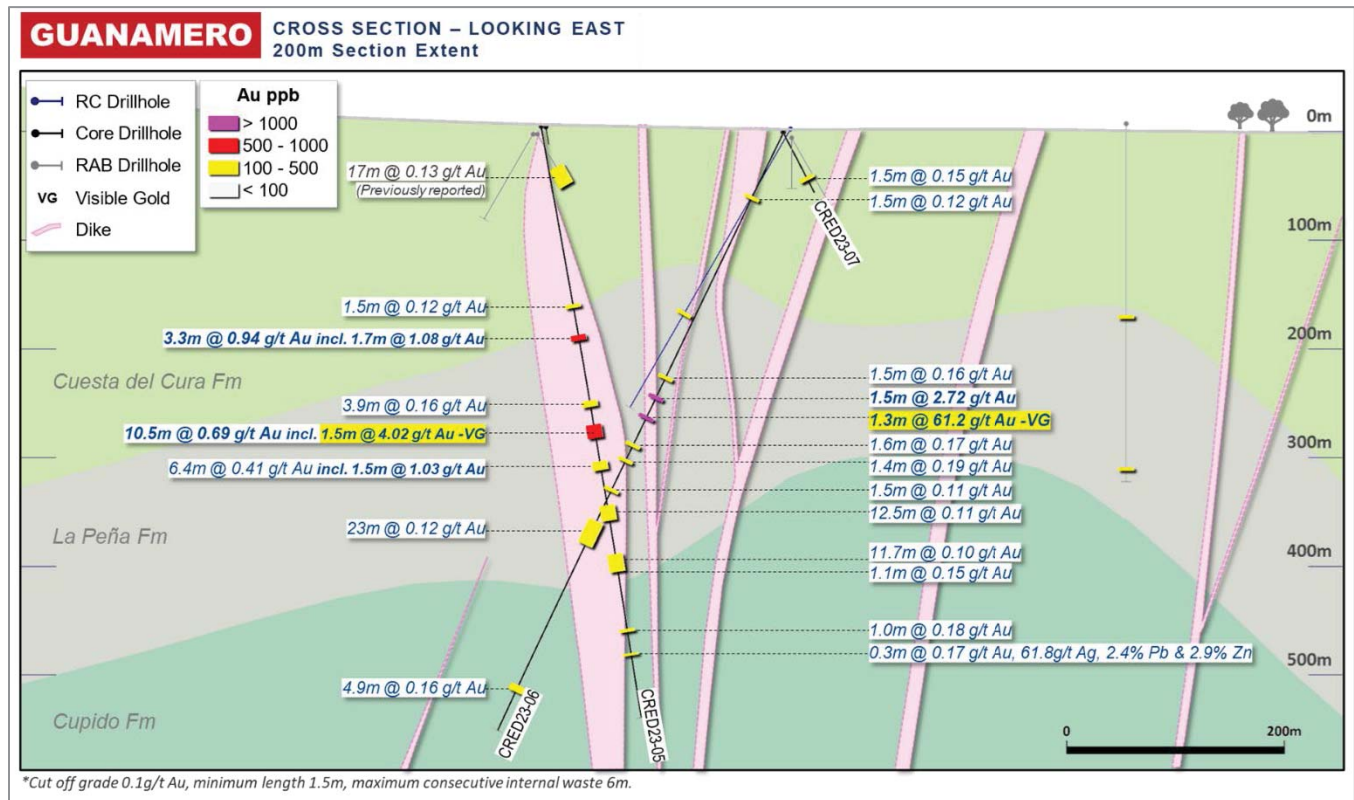 GUANAMERO
CROSS SECTION – LOOKING EAST
200m Section Extent
RC Drillhole
Core Drillhole
RAB Drillhole
VG Visible Gold
Dike
Au ppb
> 1000
500 - 1000
100 - 500
< 100
0m
100m
200m
300m
400m
500m
17m @ 0.13 g/t Au
(Previously reported)
1.5m @ 0.12 g/t Au
3.3m @ 0.94 g/t Au incl. 1.7m @ 1.08 g/t Au
Cuesta del Cura Fm
3.9m @ 0.16 g/t Au
10.5m @ 0.69 g/t Au incl. 1.5m @ 4.02 g/t Au -VG
6.4m @ 0.41 g/t Au incl. 1.5m @ 1.03 g/t Au
23m @ 0.12 g/t Au
La Peña Fm
4.9m @ 0.16 g/t Au
Cupido Fm
CRED23-06
CRED23-05
CRED23-07
1.5m @ 0.15 g/t Au
1.5m @ 0.12 g/t Au
1.5m @ 0.16 g/t Au
1.5m @ 2.72 g/t Au
1.3m @ 61.2 g/t Au -VG
1.6m @ 0.17 g/t Au
1.4m @ 0.19 g/t Au
1.5m @ 0.11 g/t Au
12.5m @ 0.11 g/t Au
11.7m @ 0.10 g/t Au
1.1m @ 0.15 g/t Au
1.0m @ 0.18 g/t Au
0.3m @ 0.17 g/t Au, 61.8g/t Ag, 2.4% Pb & 2.9% Zn
0 200m
*Cut off grade 0.1g/t Au, minimum length 1.5m, maximum consecutive internal waste 6m.